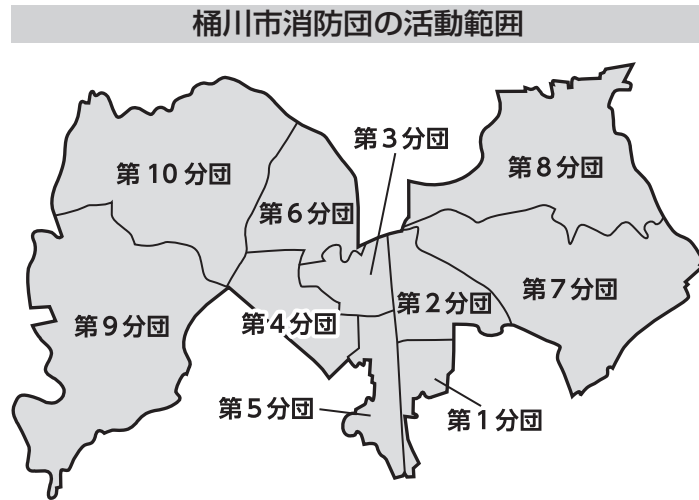 桶川市消防団の活動範囲
第3分団
第8分団
第10分団
第6分団
第7分団
第2分団
第9分団
第4分団
第5分団
第1分団